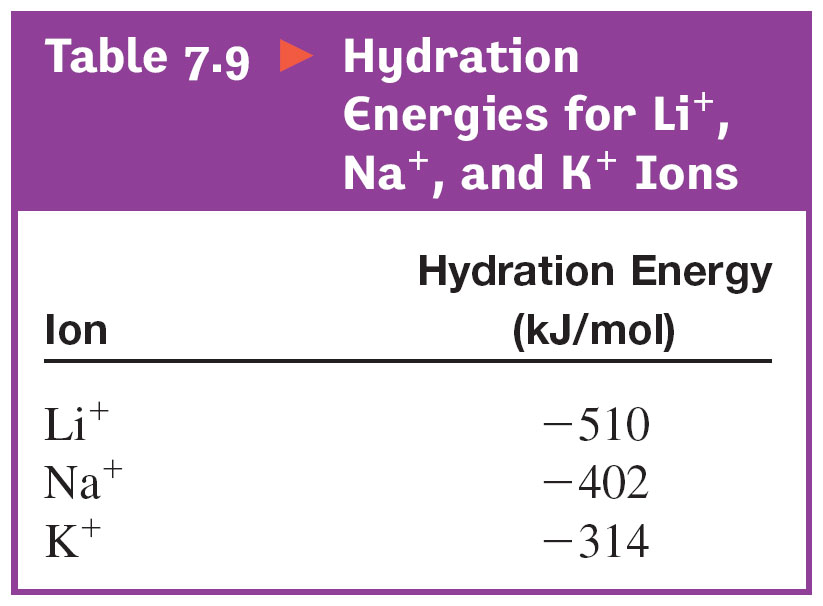 Table 7.9 ▶ Hydration
Energies for Li⁺,
Na⁺, and K⁺ Ions
Hydration Energy
Ion (kJ/mol)
Li⁺ −510
Na⁺ −402
K⁺ −314